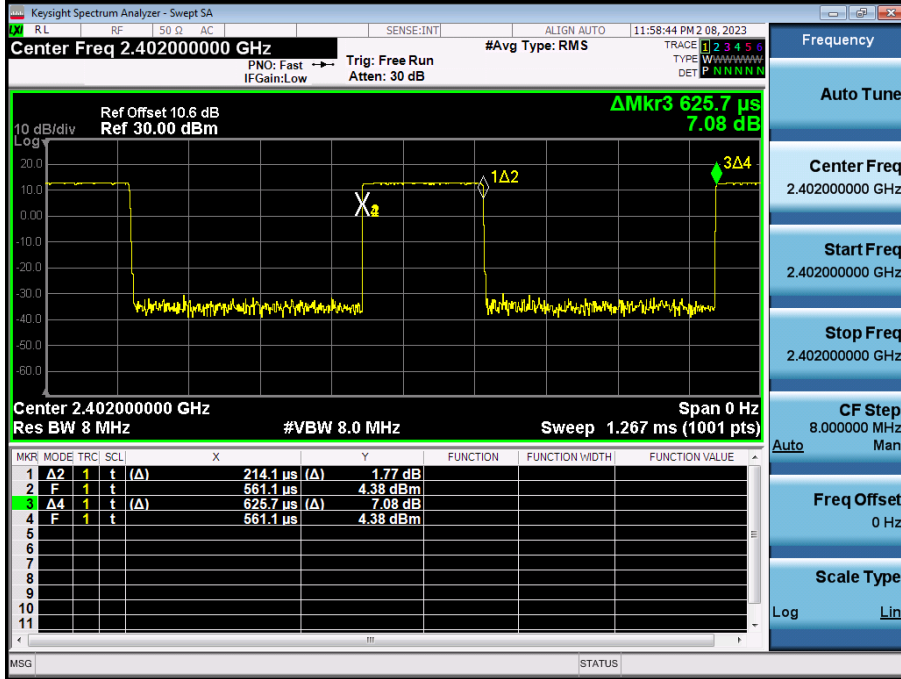 Keysight Spectrum Analyzer - Swept SA
LXI RL RF 50 Ω AC SENSE:INT ALIGN AUTO 11:58:44 PM 2 08, 2023
Center Freq 2.402000000 GHz #Avg Type: RMS TRACE 1 2 3 4 5 6
PNO: Fast Trig: Free Run TYPE WWWWWW
IFGain:Low Atten: 30 dB DET P N N N N N
Ref Offset 10.6 dB ΔMkr3 625.7 µs
10 dB/div Ref 30.00 dBm 7.08 dB
Log
20.0 3Δ4
1Δ2
10.0
0.00
-10.0
-20.0
-30.0
-40.0
-50.0
-60.0
Center 2.402000000 GHz Span 0 Hz
Res BW 8 MHz #VBW 8.0 MHz Sweep 1.267 ms (1001 pts)
MKR MODE TRC SCL X Y FUNCTION FUNCTION WIDTH FUNCTION VALUE
1 Δ2 1 t (Δ) 214.1 µs (Δ) 1.77 dB
2 F 1 t 561.1 µs 4.38 dBm
3 Δ4 1 t (Δ) 625.7 µs (Δ) 7.08 dB
4 F 1 t 561.1 µs 4.38 dBm
5
6
7
8
9
10
11
MSG STATUS
Frequency
Auto Tune
Center Freq
2.402000000 GHz
Start Freq
2.402000000 GHz
Stop Freq
2.402000000 GHz
CF Step
8.000000 MHz
Auto Man
Freq Offset
0 Hz
Scale Type
Log Lin